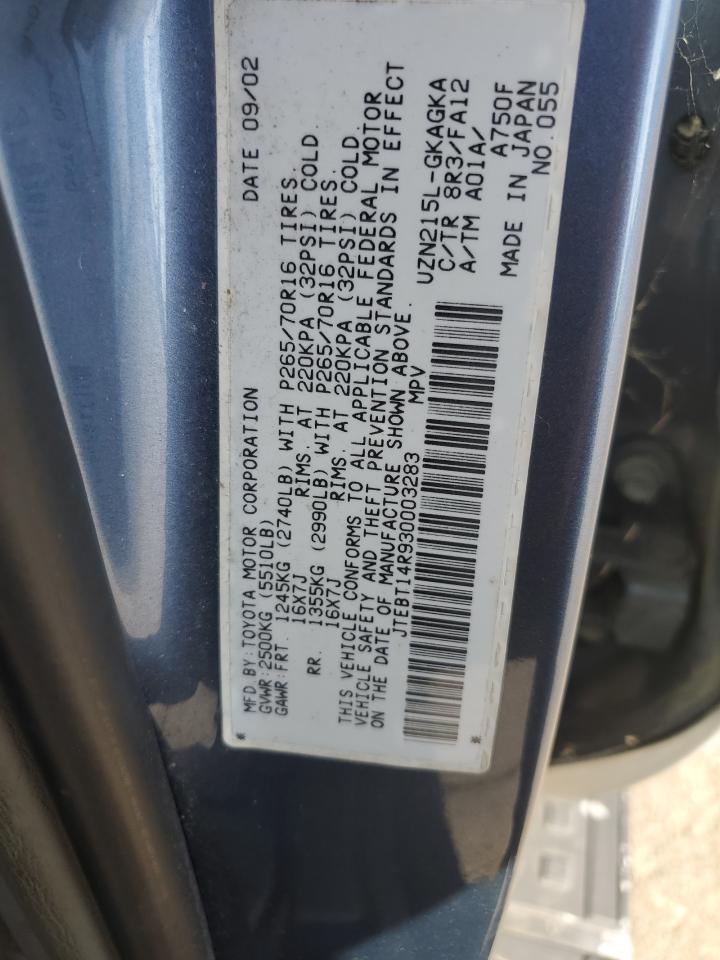 MFD BY: TOYOTA MOTOR CORPORATION DATE 09/02
GVWR: 2500KG (5510LB)
GAWR: FRT. 1245KG (2740LB) WITH P265/70R16 TIRES.
16X7J RIMS. AT 220KPA (32PSI) COLD
RR. 1355KG (2990LB) WITH P265/70R16 TIRES.
16X7J RIMS. AT 220KPA (32PSI) COLD.
THIS VEHICLE CONFORMS TO ALL APPLICABLE FEDERAL MOTOR
VEHICLE SAFETY AND THEFT PREVENTION STANDARDS IN EFFECT
ON THE DATE OF MANUFACTURE SHOWN ABOVE.
JTEBT14R930003283 MPV
UZN215L-GKAGKA
C/TR 8R3/FA12
A/TM A01A/
A750F
MADE IN JAPAN
NO.055